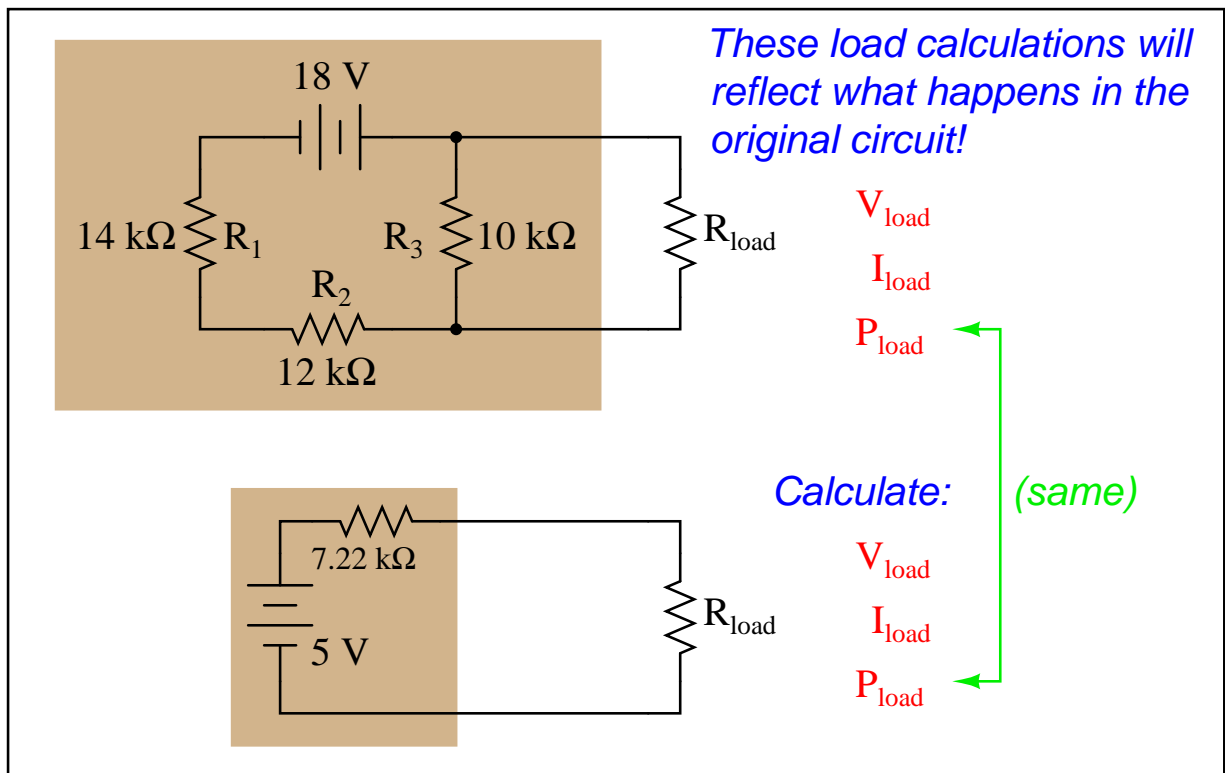 These load calculations will
reflect what happens in the
original circuit!
18 V
14 kΩ R1
R3 10 kΩ
Rload
R2
12 kΩ
Vload
Iload
Pload
Calculate: (same)
7.22 kΩ
5 V
Rload
Vload
Iload
Pload